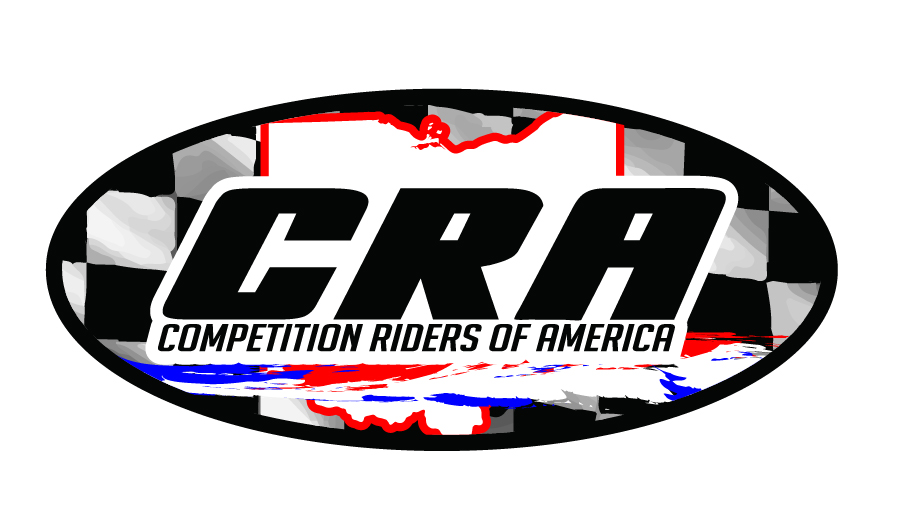 CRA
COMPETITION RIDERS OF AMERICA